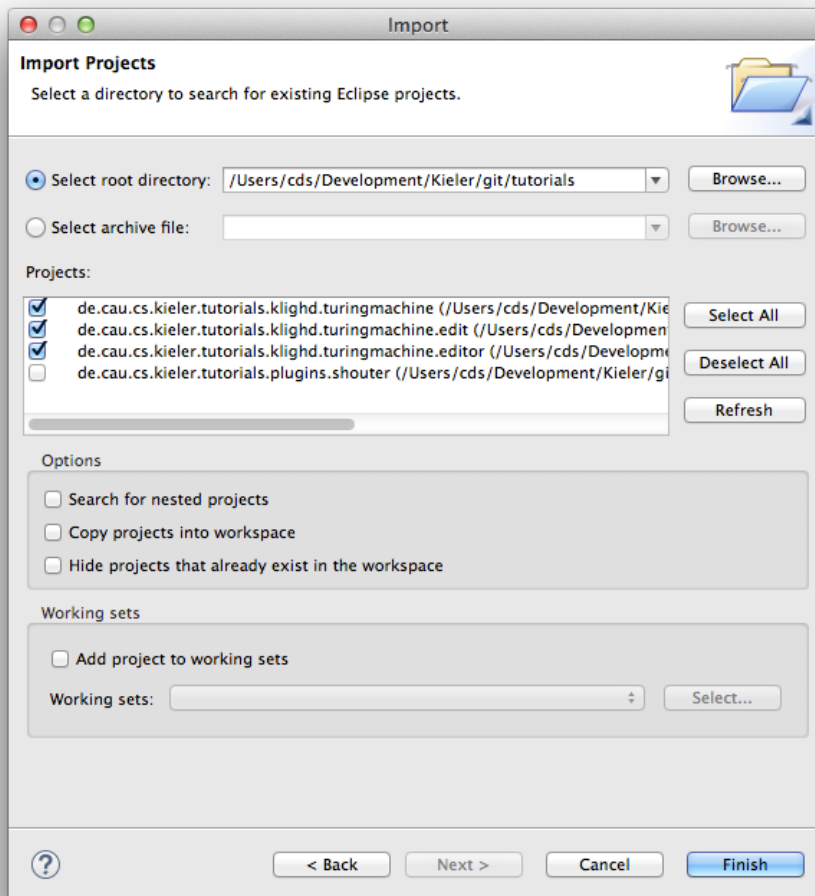 Import
Import Projects
Select a directory to search for existing Eclipse projects.
Select root directory: /Users/cds/Development/Kieler/git/tutorials Browse...
Select archive file: Browse...
Projects:
de.cau.cs.kieler.tutorials.klighd.turingmachine (/Users/cds/Development/Kie
de.cau.cs.kieler.tutorials.klighd.turingmachine.edit (/Users/cds/Development
de.cau.cs.kieler.tutorials.klighd.turingmachine.editor (/Users/cds/Developme
de.cau.cs.kieler.tutorials.plugins.shouter (/Users/cds/Development/Kieler/gi
Select All
Deselect All
Refresh
Options
Search for nested projects
Copy projects into workspace
Hide projects that already exist in the workspace
Working sets
Add project to working sets
Working sets: Select...
? < Back Next > Cancel Finish